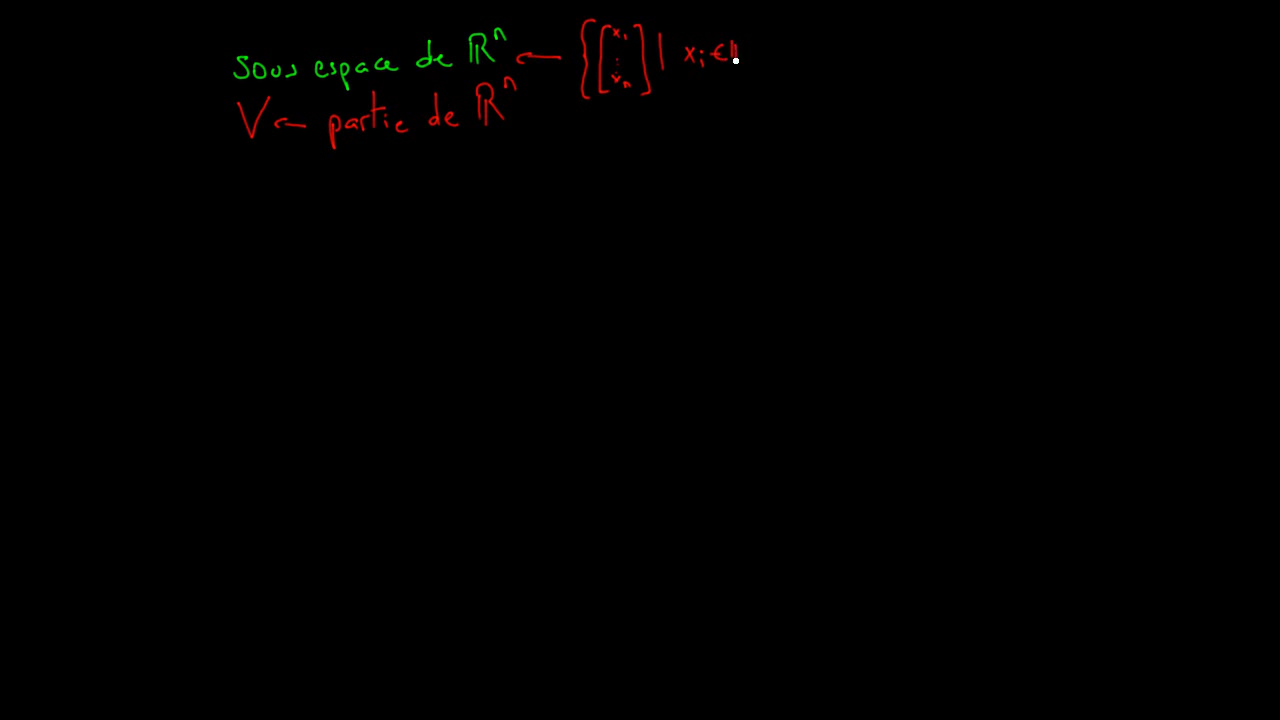 Sous espace de ℝⁿ ← {[x₁ ⋮ xₙ] | xᵢ ∈
V ← partie de ℝⁿ